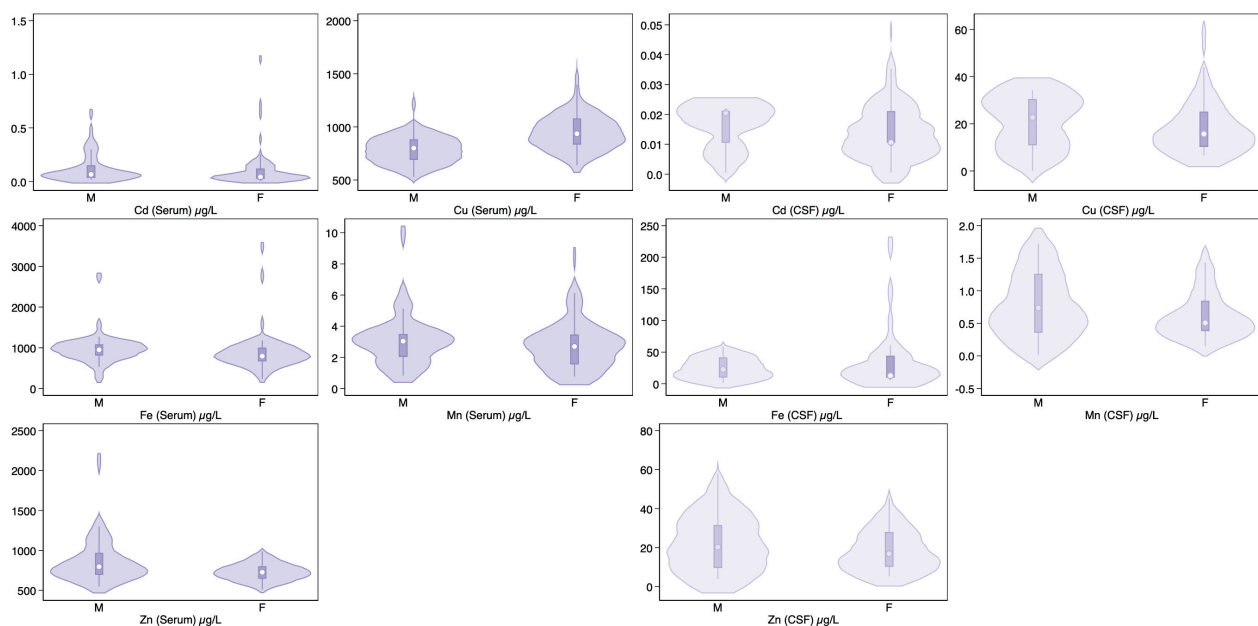 1.5
1.0
0.5
0.0
M F
Cd (Serum) µg/L
2000
1500
1000
500
M F
Cu (Serum) µg/L
0.05
0.04
0.03
0.02
0.01
0.0
M F
Cd (CSF) µg/L
60
40
20
0
M F
Cu (CSF) µg/L
4000
3000
2000
1000
0
M F
Fe (Serum) µg/L
10
8
6
4
2
0
M F
Mn (Serum) µg/L
250
200
150
100
50
0
M F
Fe (CSF) µg/L
2.0
1.5
1.0
0.5
0.0
-0.5
M F
Mn (CSF) µg/L
2500
2000
1500
1000
500
M F
Zn (Serum) µg/L
80
60
40
20
0
M F
Zn (CSF) µg/L